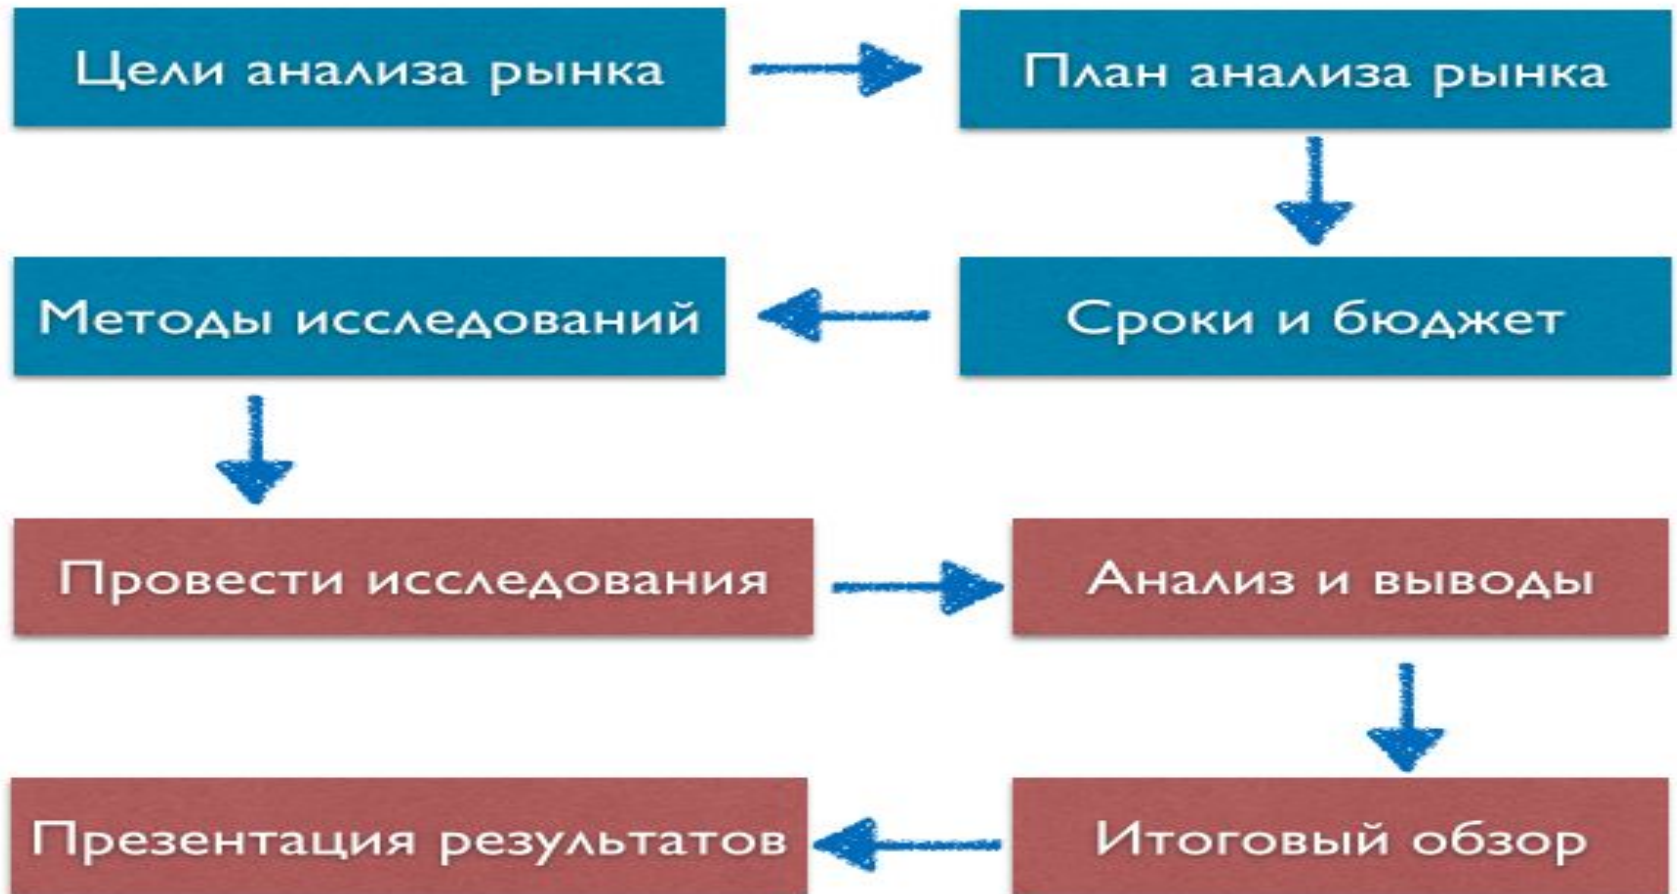 Цели анализа рынка
План анализа рынка
Сроки и бюджет
Методы исследований
Провести исследования
Анализ и выводы
Итоговый обзор
Презентация результатов